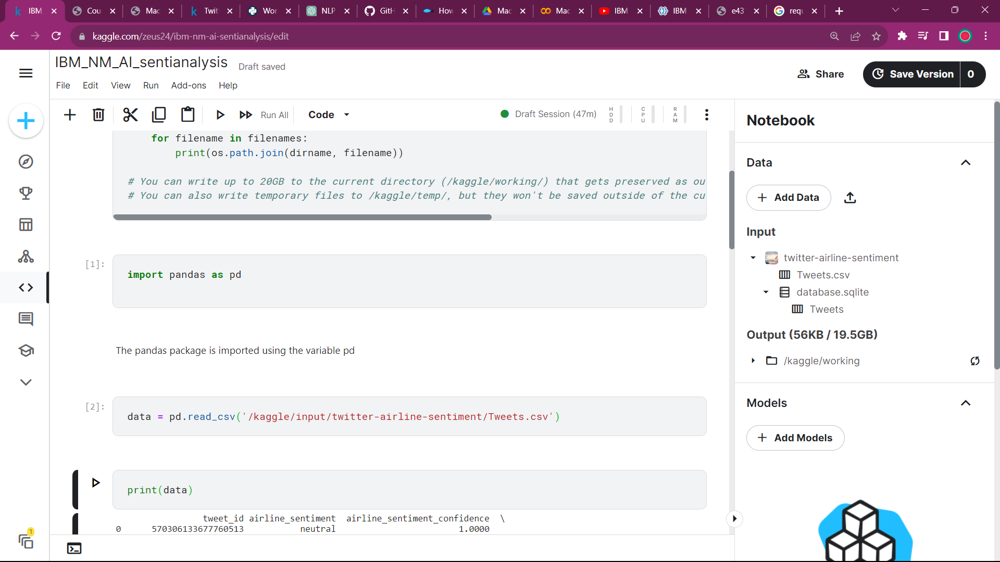 IBM
Cou
Mac
Twit
Wor
NLP
GitH
How
Mac
Mac
IBM
IBM
e43
requ
kaggle.com/zeus24/ibm-nm-ai-sentianalysis/edit
IBM_NM_AI_sentianalysis
Draft saved
File Edit View Run Add-ons Help
Share
Save Version 0
Run All
Code
Draft Session (47m)
HDD
CPU
RAM
for filename in filenames:
print(os.path.join(dirname, filename))
# You can write up to 20GB to the current directory (/kaggle/working/) that gets preserved as ou
# You can also write temporary files to /kaggle/temp/, but they won't be saved outside of the cu
[1]:
import pandas as pd
The pandas package is imported using the variable pd
[2]:
data = pd.read_csv('/kaggle/input/twitter-airline-sentiment/Tweets.csv')
print(data)
tweet_id airline_sentiment airline_sentiment_confidence \
0 570306133677760513 neutral 1.0000
Notebook
Data
Add Data
Input
twitter-airline-sentiment
Tweets.csv
database.sqlite
Tweets
Output (56KB / 19.5GB)
/kaggle/working
Models
Add Models
1